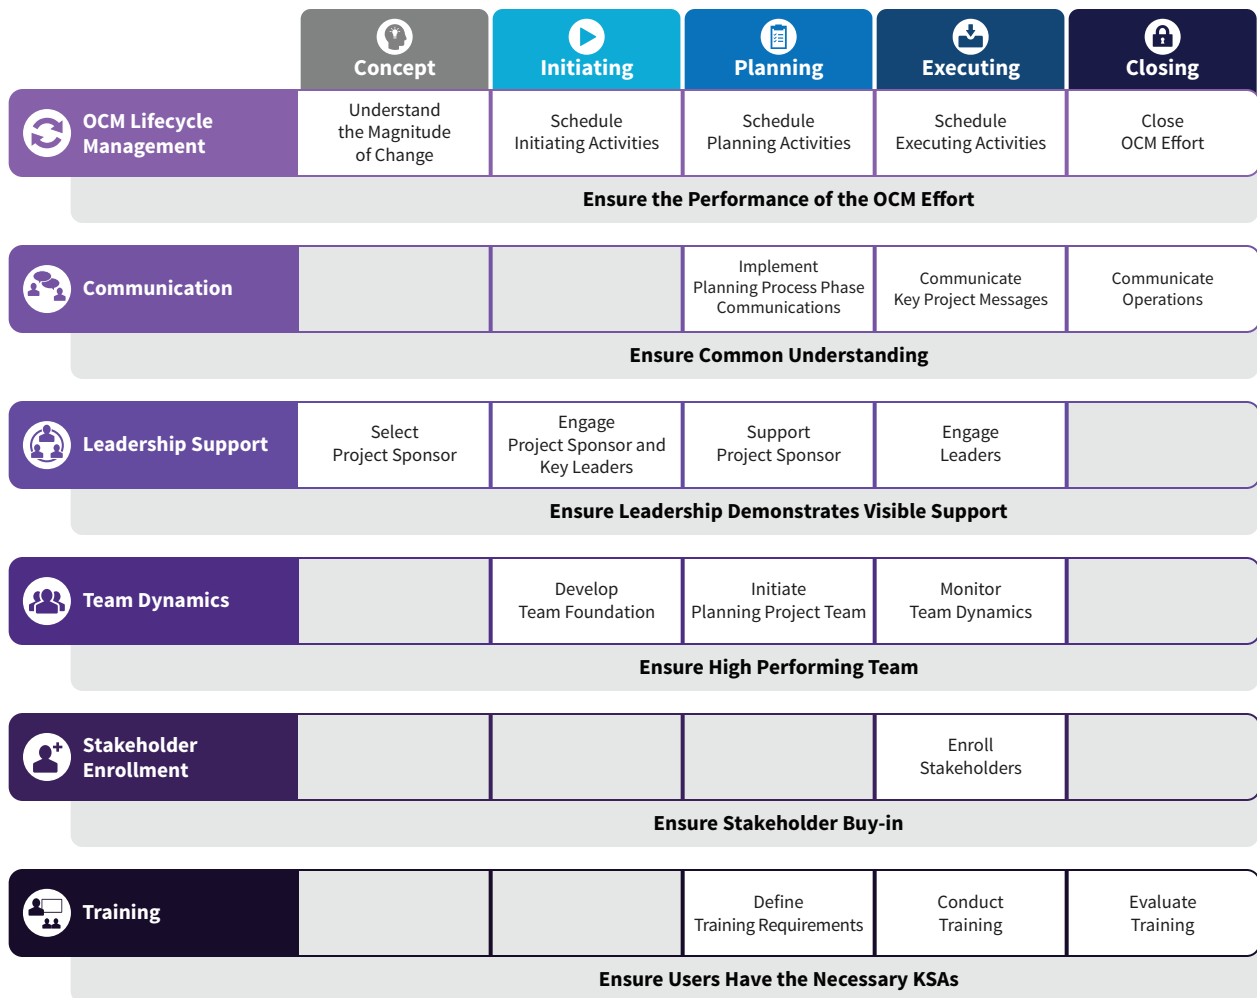 Concept
Initiating
Planning
Executing
Closing
OCM Lifecycle
Management
Understand
the Magnitude
of Change
Schedule
Initiating Activities
Schedule
Planning Activities
Schedule
Executing Activities
Close
OCM Effort
Ensure the Performance of the OCM Effort
Communication
Implement
Planning Process Phase
Communications
Communicate
Key Project Messages
Communicate
Operations
Ensure Common Understanding
Leadership Support
Select
Project Sponsor
Engage
Project Sponsor and
Key Leaders
Support
Project Sponsor
Engage
Leaders
Ensure Leadership Demonstrates Visible Support
Team Dynamics
Develop
Team Foundation
Initiate
Planning Project Team
Monitor
Team Dynamics
Ensure High Performing Team
Stakeholder
Enrollment
Enroll
Stakeholders
Ensure Stakeholder Buy-in
Training
Define
Training Requirements
Conduct
Training
Evaluate
Training
Ensure Users Have the Necessary KSAs